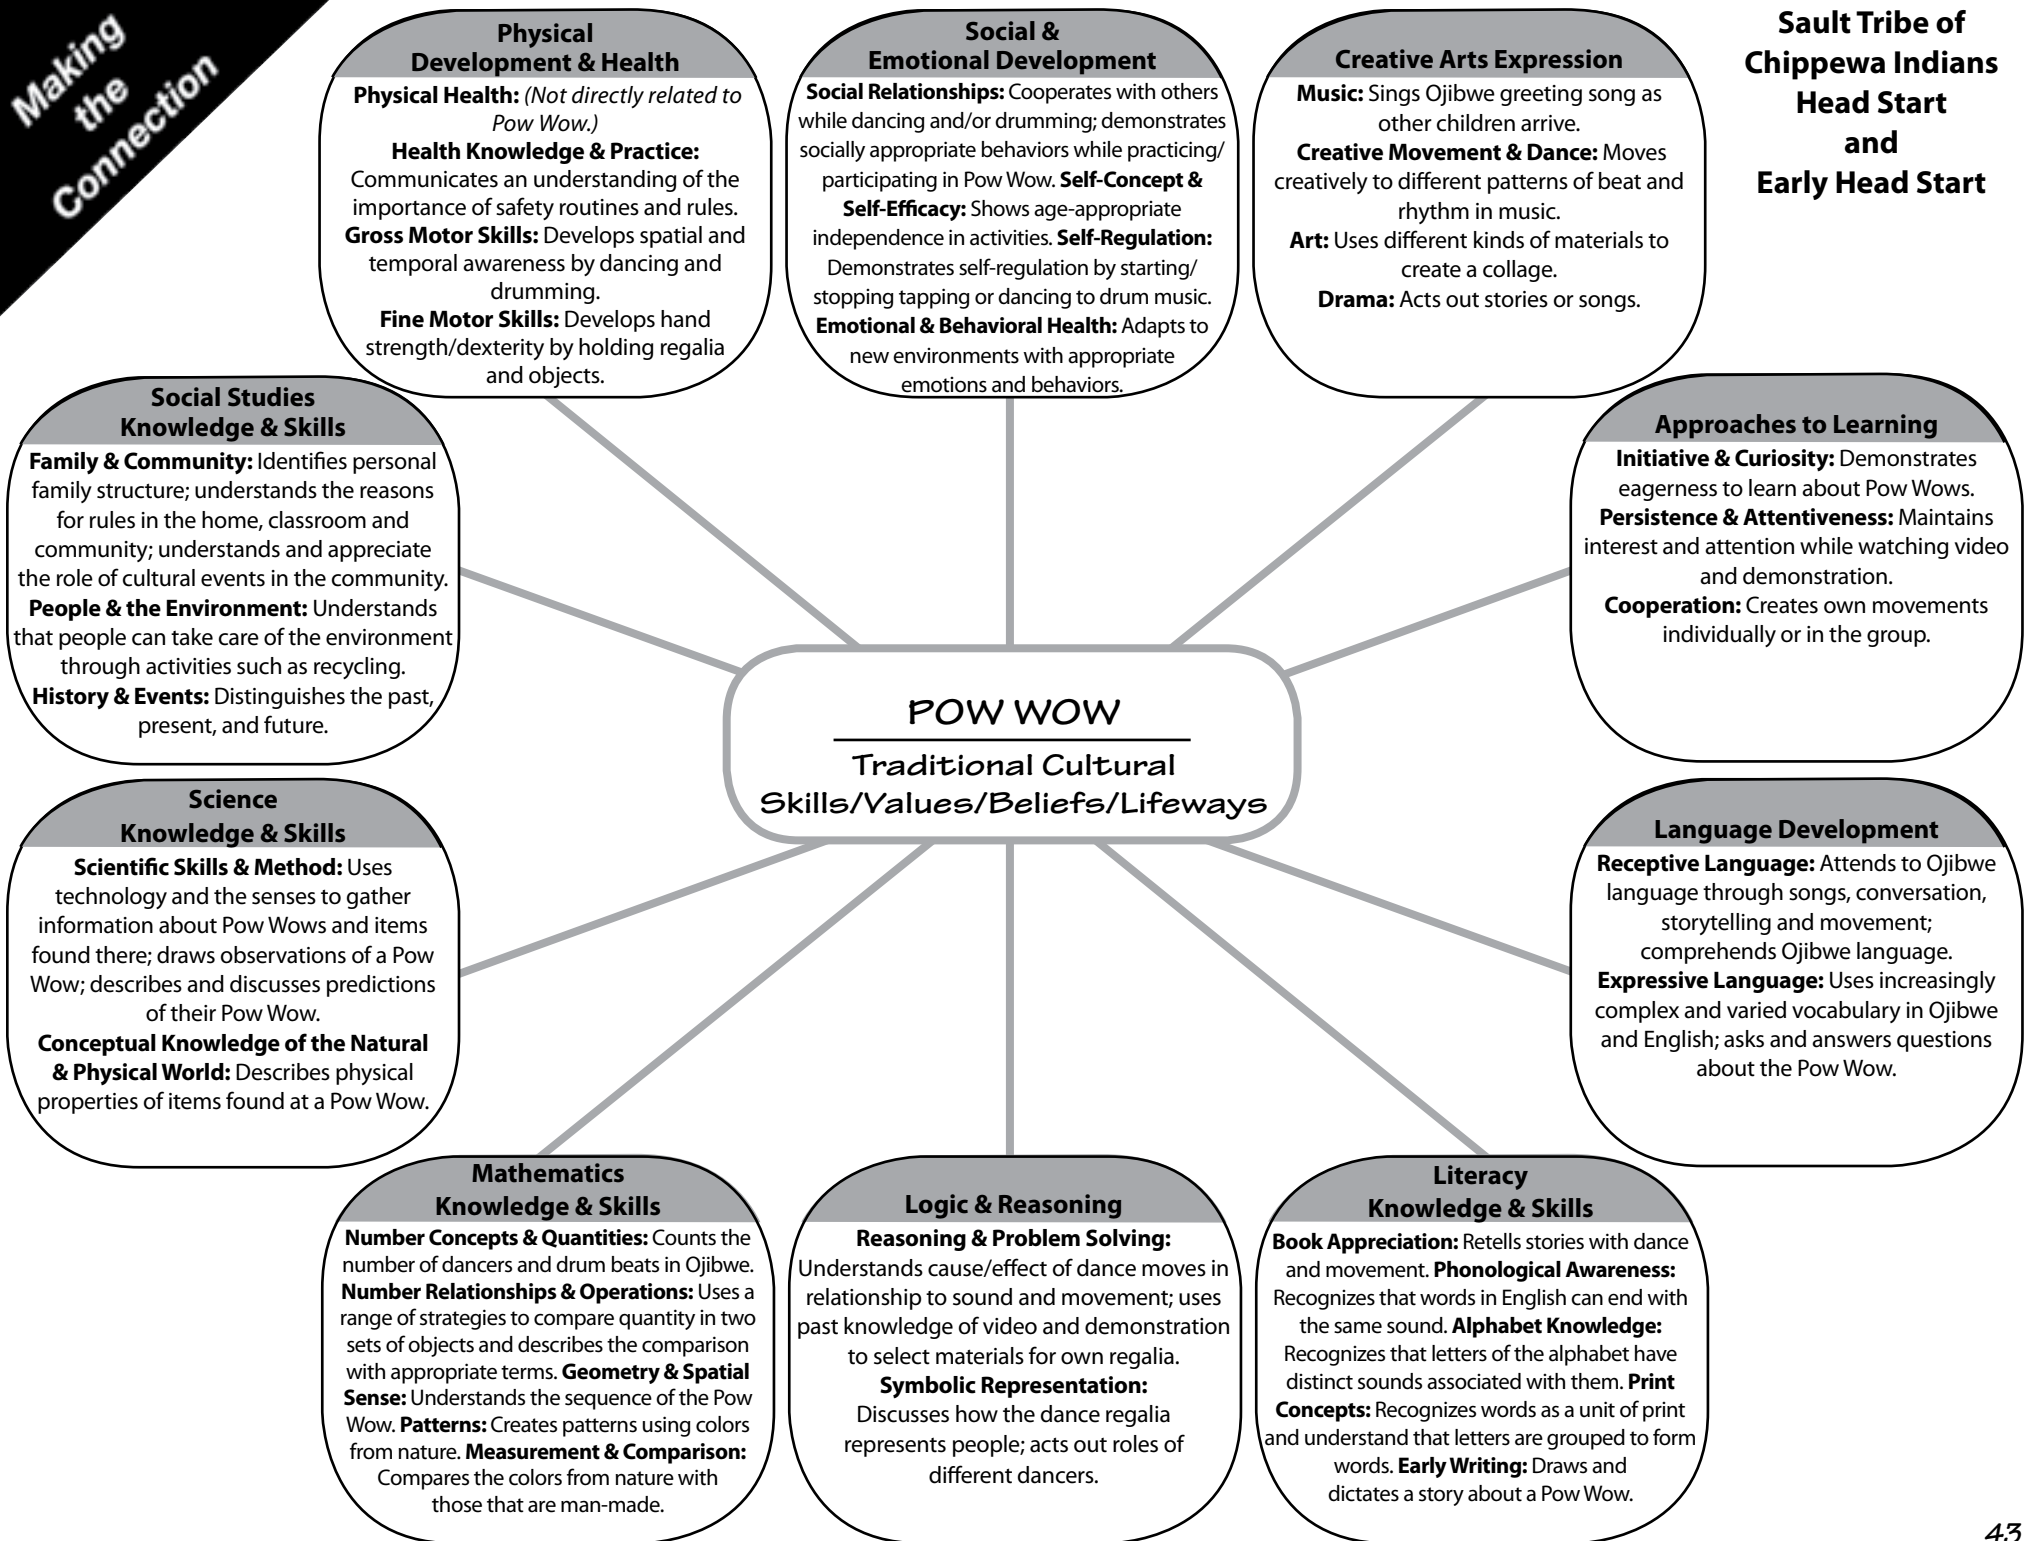 Making
the
Connection
Physical
Development & Health
Physical Health: (Not directly related to
Pow Wow.)
Health Knowledge & Practice:
Communicates an understanding of the
importance of safety routines and rules.
Gross Motor Skills: Develops spatial and
temporal awareness by dancing and
drumming.
Fine Motor Skills: Develops hand
strength/dexterity by holding regalia
and objects.
Social &
Emotional Development
Social Relationships: Cooperates with others
while dancing and/or drumming; demonstrates
socially appropriate behaviors while practicing/
participating in Pow Wow. Self-Concept &
Self-Efficacy: Shows age-appropriate
independence in activities. Self-Regulation:
Demonstrates self-regulation by starting/
stopping tapping or dancing to drum music.
Emotional & Behavioral Health: Adapts to
new environments with appropriate
emotions and behaviors.
Creative Arts Expression
Music: Sings Ojibwe greeting song as
other children arrive.
Creative Movement & Dance: Moves
creatively to different patterns of beat and
rhythm in music.
Art: Uses different kinds of materials to
create a collage.
Drama: Acts out stories or songs.
Sault Tribe of
Chippewa Indians
Head Start
and
Early Head Start
Social Studies
Knowledge & Skills
Family & Community: Identifies personal
family structure; understands the reasons
for rules in the home, classroom and
community; understands and appreciate
the role of cultural events in the community.
People & the Environment: Understands
that people can take care of the environment
through activities such as recycling.
History & Events: Distinguishes the past,
present, and future.
Approaches to Learning
Initiative & Curiosity: Demonstrates
eagerness to learn about Pow Wows.
Persistence & Attentiveness: Maintains
interest and attention while watching video
and demonstration.
Cooperation: Creates own movements
individually or in the group.
POW WOW
Traditional Cultural
Skills/Values/Beliefs/Lifeways
Science
Knowledge & Skills
Scientific Skills & Method: Uses
technology and the senses to gather
information about Pow Wows and items
found there; draws observations of a Pow
Wow; describes and discusses predictions
of their Pow Wow.
Conceptual Knowledge of the Natural
& Physical World: Describes physical
properties of items found at a Pow Wow.
Language Development
Receptive Language: Attends to Ojibwe
language through songs, conversation,
storytelling and movement;
comprehends Ojibwe language.
Expressive Language: Uses increasingly
complex and varied vocabulary in Ojibwe
and English; asks and answers questions
about the Pow Wow.
Mathematics
Knowledge & Skills
Number Concepts & Quantities: Counts the
number of dancers and drum beats in Ojibwe.
Number Relationships & Operations: Uses a
range of strategies to compare quantity in two
sets of objects and describes the comparison
with appropriate terms. Geometry & Spatial
Sense: Understands the sequence of the Pow
Wow. Patterns: Creates patterns using colors
from nature. Measurement & Comparison:
Compares the colors from nature with
those that are man-made.
Logic & Reasoning
Reasoning & Problem Solving:
Understands cause/effect of dance moves in
relationship to sound and movement; uses
past knowledge of video and demonstration
to select materials for own regalia.
Symbolic Representation:
Discusses how the dance regalia
represents people; acts out roles of
different dancers.
Literacy
Knowledge & Skills
Book Appreciation: Retells stories with dance
and movement. Phonological Awareness:
Recognizes that words in English can end with
the same sound. Alphabet Knowledge:
Recognizes that letters of the alphabet have
distinct sounds associated with them. Print
Concepts: Recognizes words as a unit of print
and understand that letters are grouped to form
words. Early Writing: Draws and
dictates a story about a Pow Wow.
43